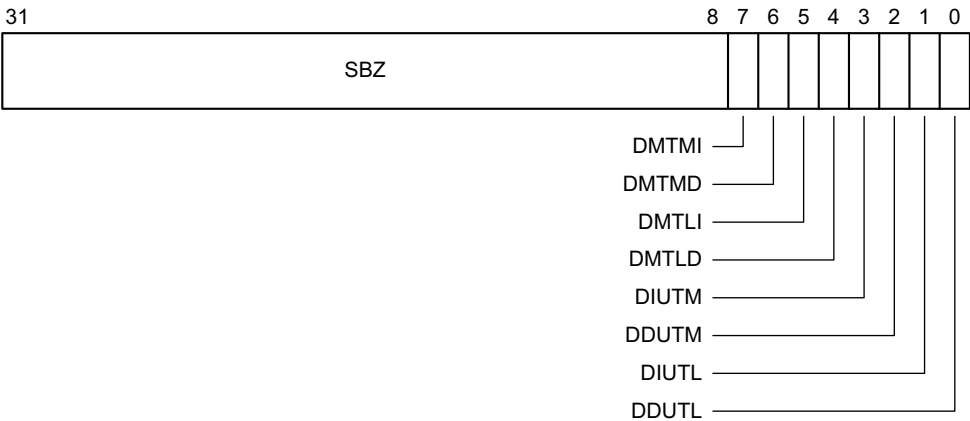 31 8 7 6 5 4 3 2 1 0
SBZ
DMTMI
DMTMD
DMTLI
DMTLD
DIUTM
DDUTM
DIUTL
DDUTL